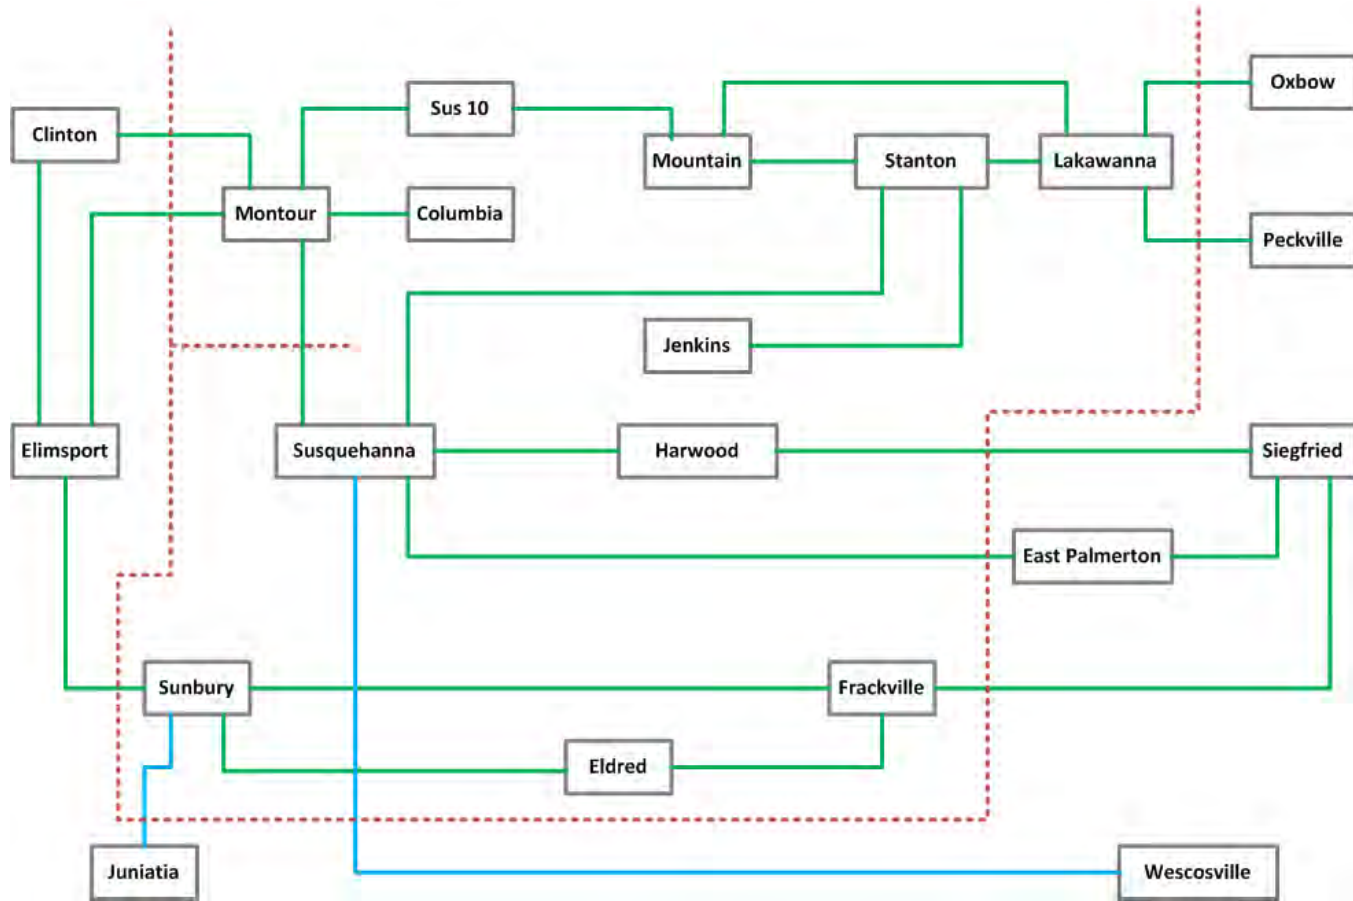 Oxbow
Sus 10
Clinton
Mountain
Stanton
Lakawanna
Montour
Columbia
Peckville
Jenkins
Elimsport
Susquehanna
Harwood
Siegfried
East Palmerton
Sunbury
Frackville
Eldred
Juniatia
Wescosville